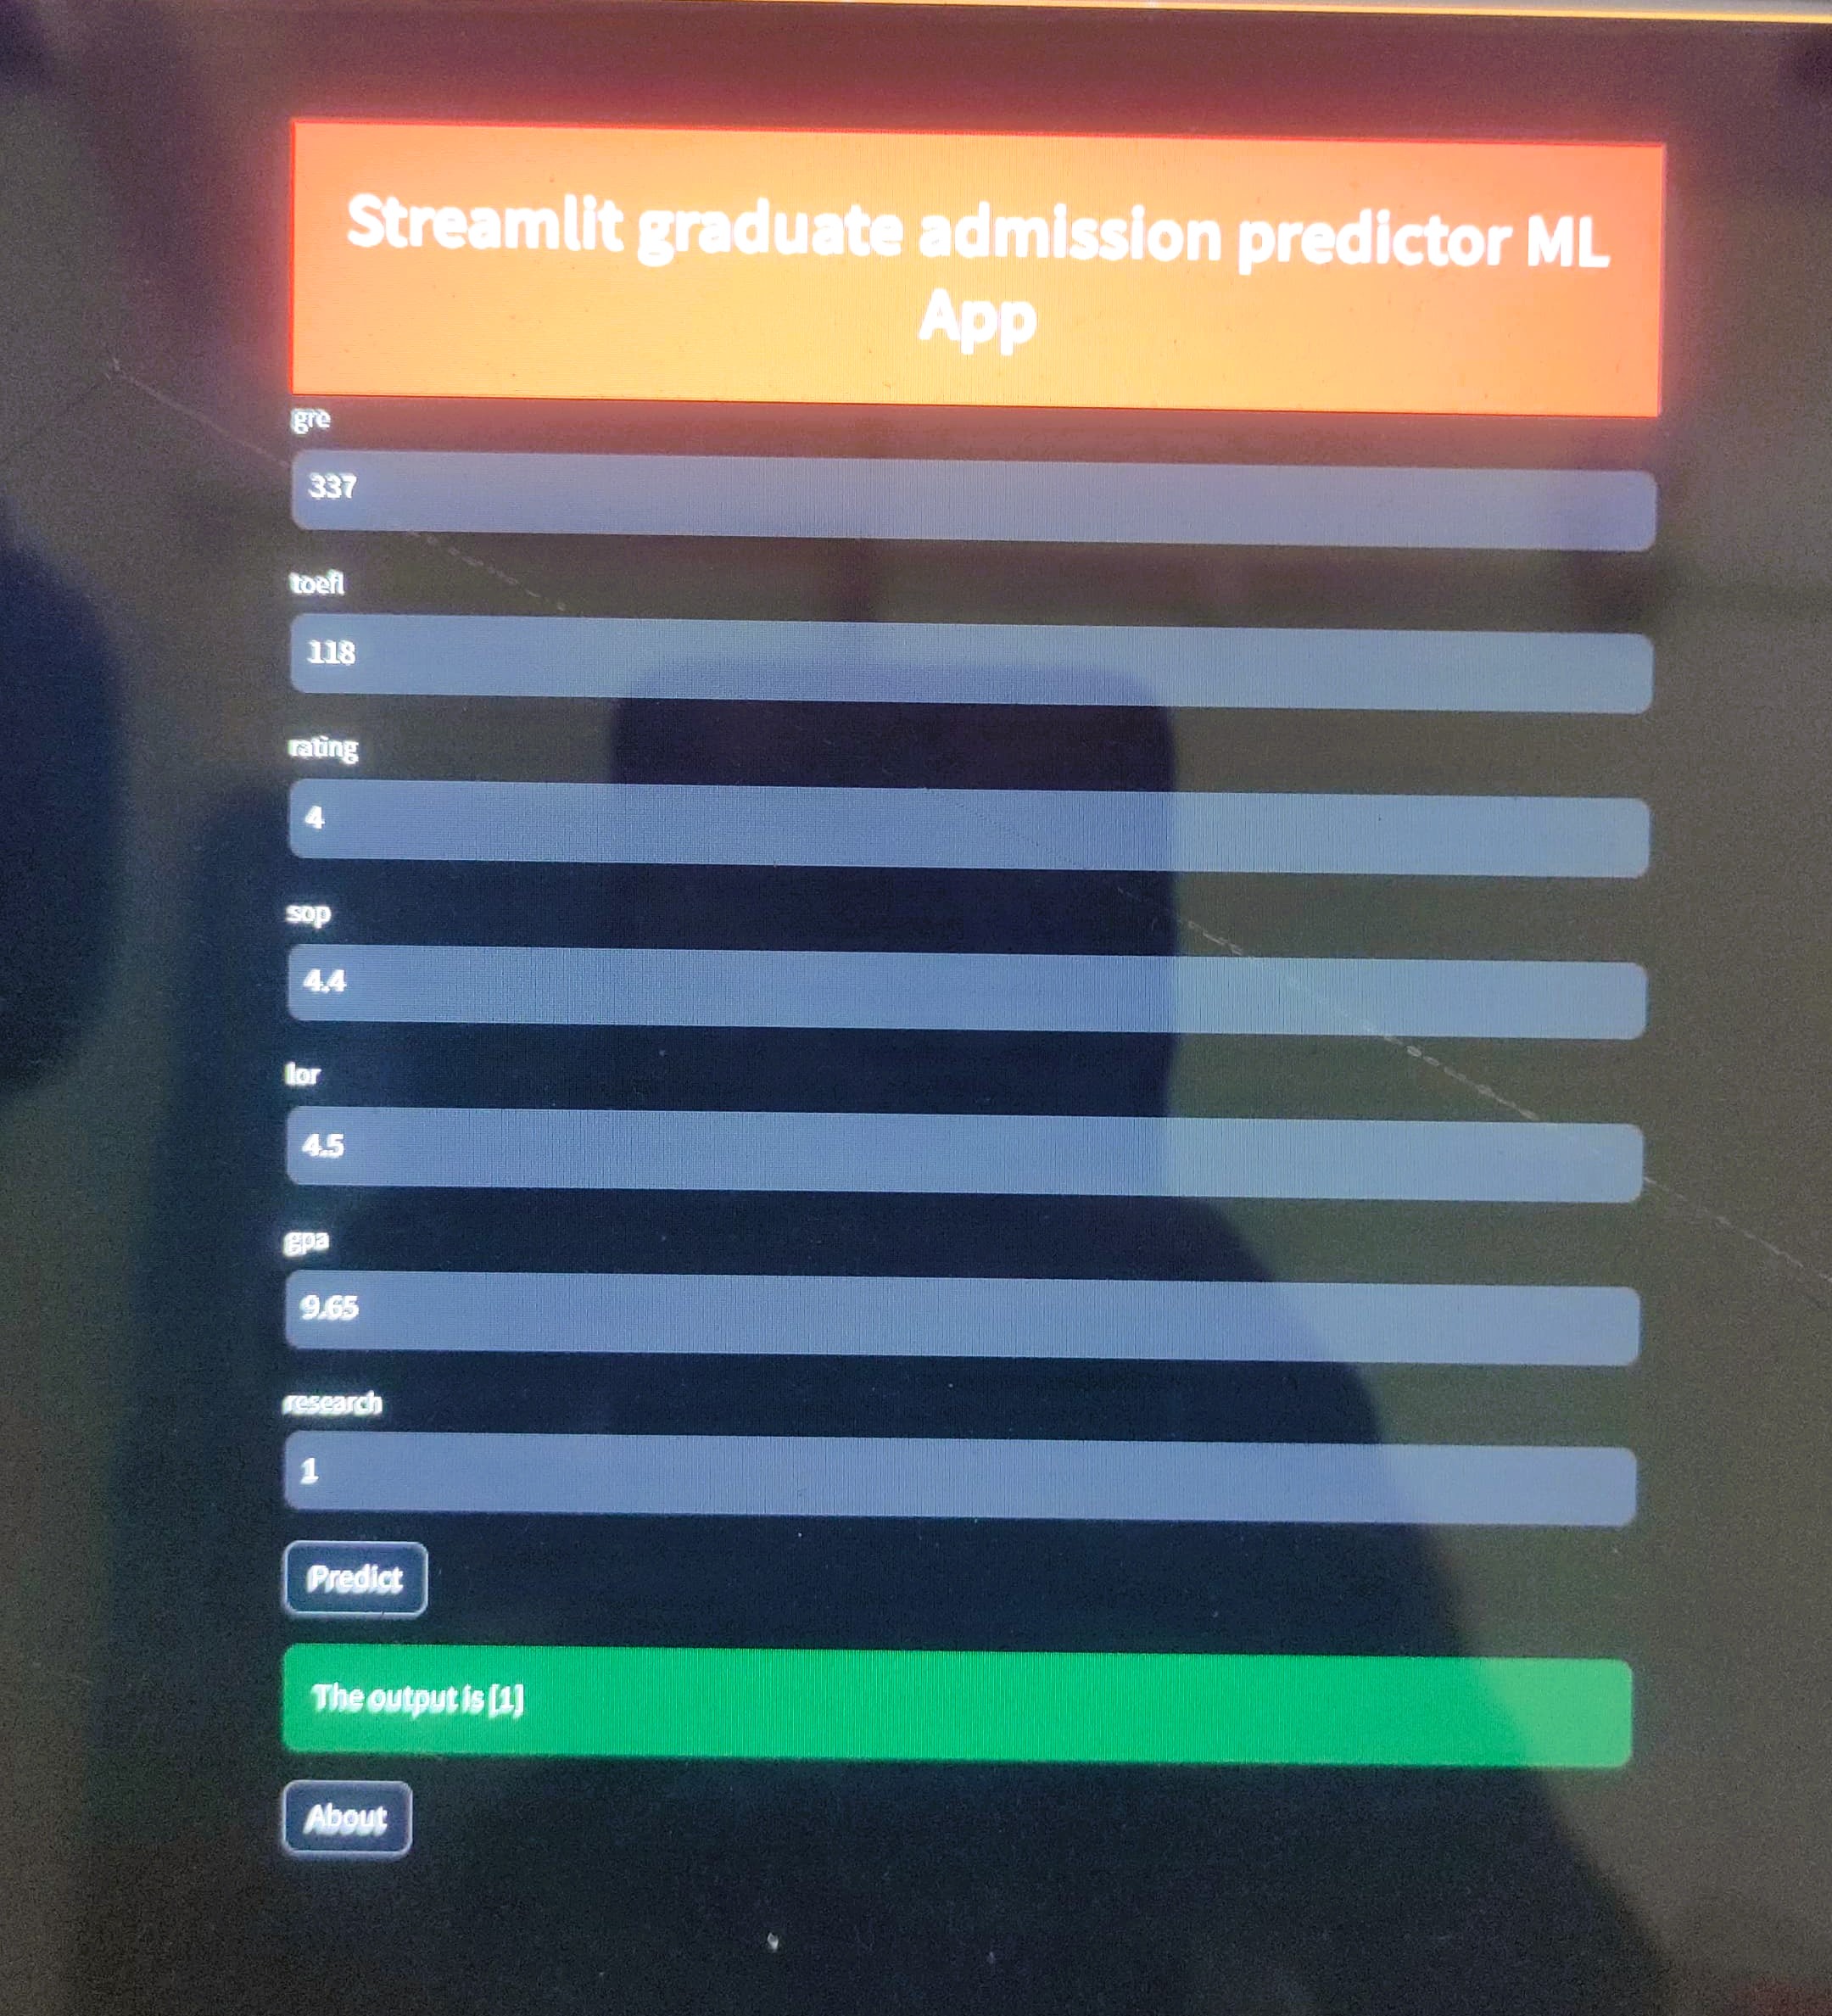 Streamlit graduate admission predictor ML
App
gre
337
toefl
118
rating
4
sop
4.4
lor
4.5
gpa
9.65
research
1
Predict
The output is [1]
About